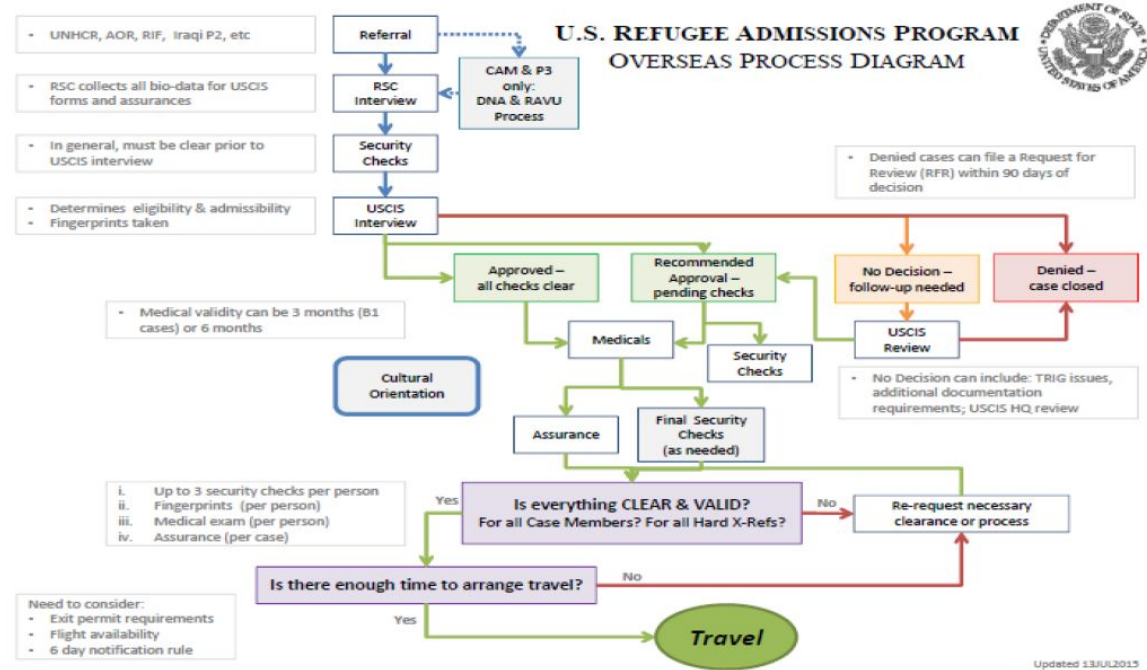 U.S. REFUGEE ADMISSIONS PROGRAM
OVERSEAS PROCESS DIAGRAM
DEPARTMENT OF STATE
UNITED STATES OF AMERICA
- UNHCR, AOR, RIF, Iraqi P2, etc
Referral
CAM & P3
only:
DNA & RAVU
Process
- RSC collects all bio-data for USCIS
forms and assurances
RSC
Interview
- In general, must be clear prior to
USCIS interview
Security
Checks
- Denied cases can file a Request for
Review (RFR) within 90 days of
decision
- Determines eligibility & admissibility
- Fingerprints taken
USCIS
Interview
Approved –
all checks clear
Recommended
Approval –
pending checks
No Decision –
follow-up needed
Denied –
case closed
- Medical validity can be 3 months (B1
cases) or 6 months
Medicals
Security
Checks
USCIS
Review
Cultural
Orientation
- No Decision can include: TRIG issues,
additional documentation
requirements; USCIS HQ review
Assurance
Final Security
Checks
(as needed)
i. Up to 3 security checks per person
ii. Fingerprints (per person)
iii. Medical exam (per person)
iv. Assurance (per case)
Yes
Is everything CLEAR & VALID?
For all Case Members? For all Hard X-Refs?
No
Re-request necessary
clearance or process
Is there enough time to arrange travel?
No
Need to consider:
- Exit permit requirements
- Flight availability
- 6 day notification rule
Yes
Travel
Updated 13JUL2015